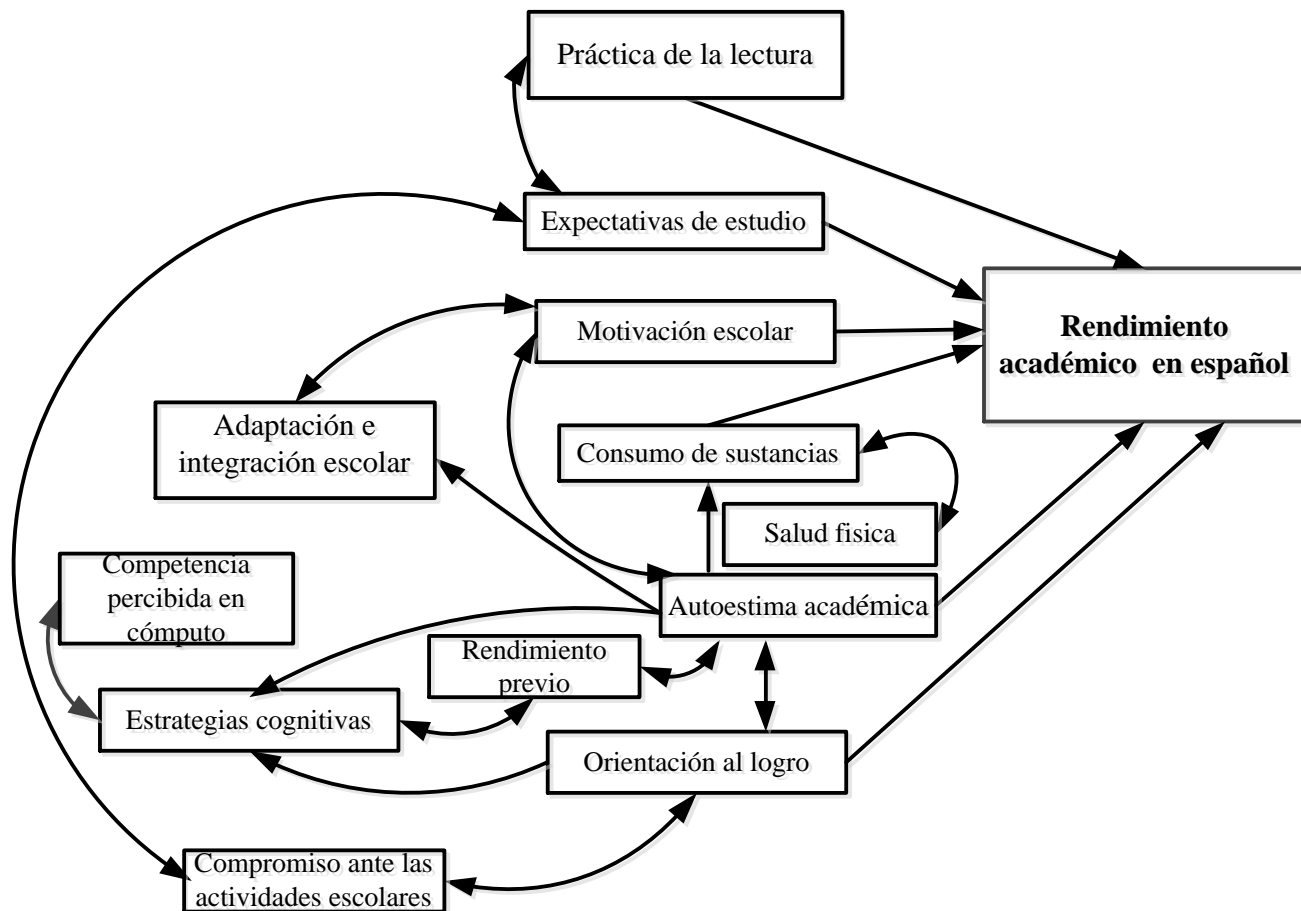 Práctica de la lectura
Expectativas de estudio
Motivación escolar
Rendimiento
académico en español
Adaptación e
integración escolar
Consumo de sustancias
Salud fisica
Competencia
percibida en
cómputo
Autoestima académica
Rendimiento
previo
Estrategias cognitivas
Orientación al logro
Compromiso ante las
actividades escolares